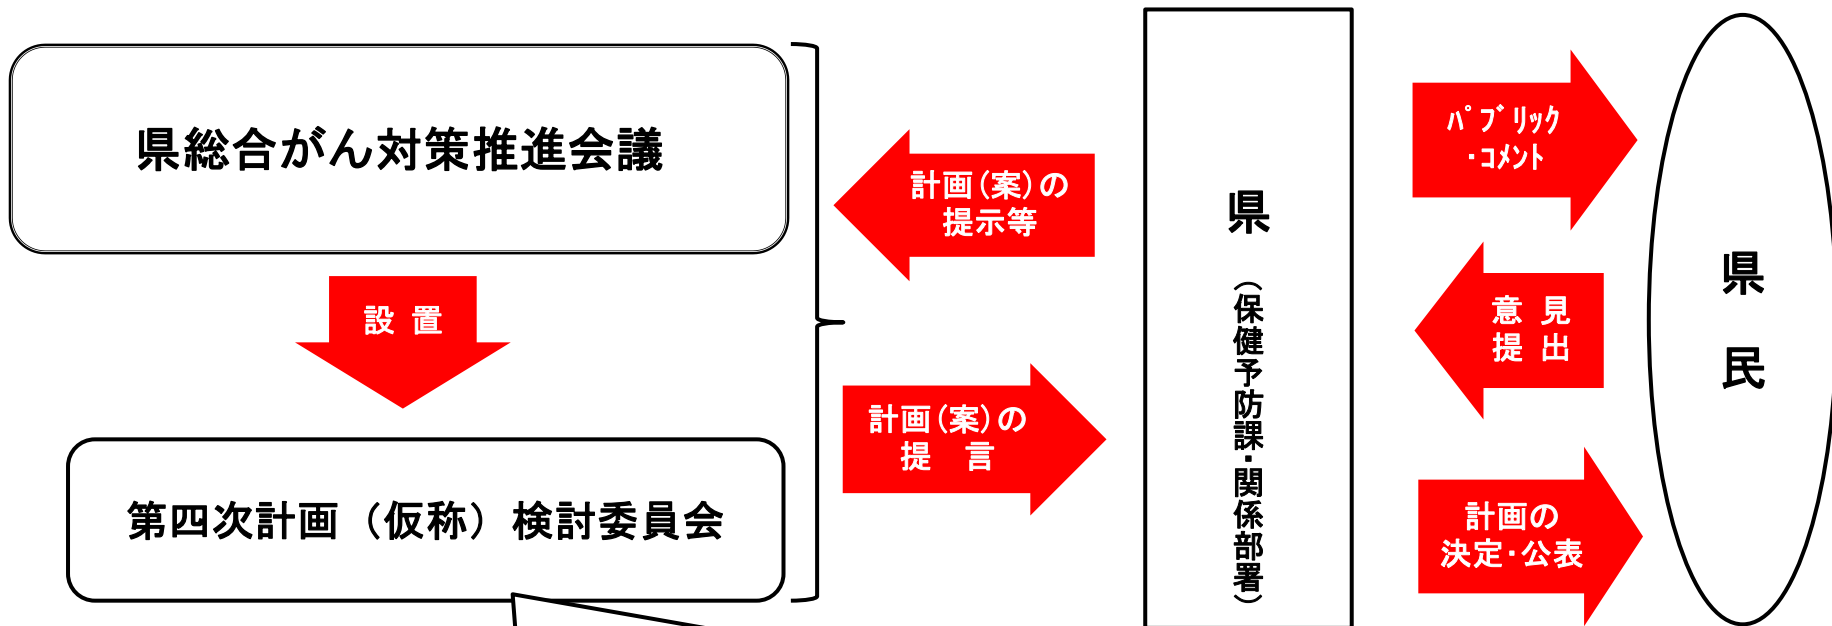 県総合がん対策推進会議
設 置
第四次計画（仮称）検討委員会
計画(案)の
提示等
計画(案)の
提　言
県
（保健予防課・関係部署）
ﾊﾟﾌﾞﾘｯｸ
・ｺﾒﾝﾄ
意 見
提 出
計画の
決定・公表
県
民